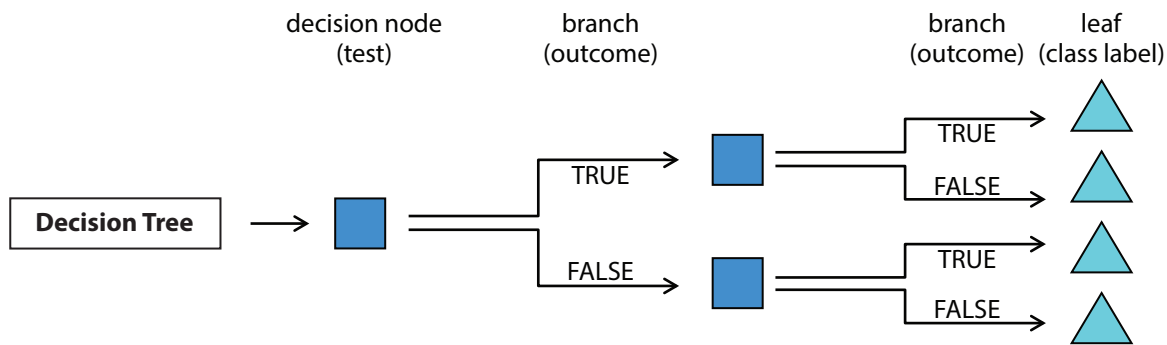 decision node
(test)
branch
(outcome)
branch
(outcome)
leaf
(class label)
TRUE
FALSE
TRUE
FALSE
Decision Tree
TRUE
FALSE